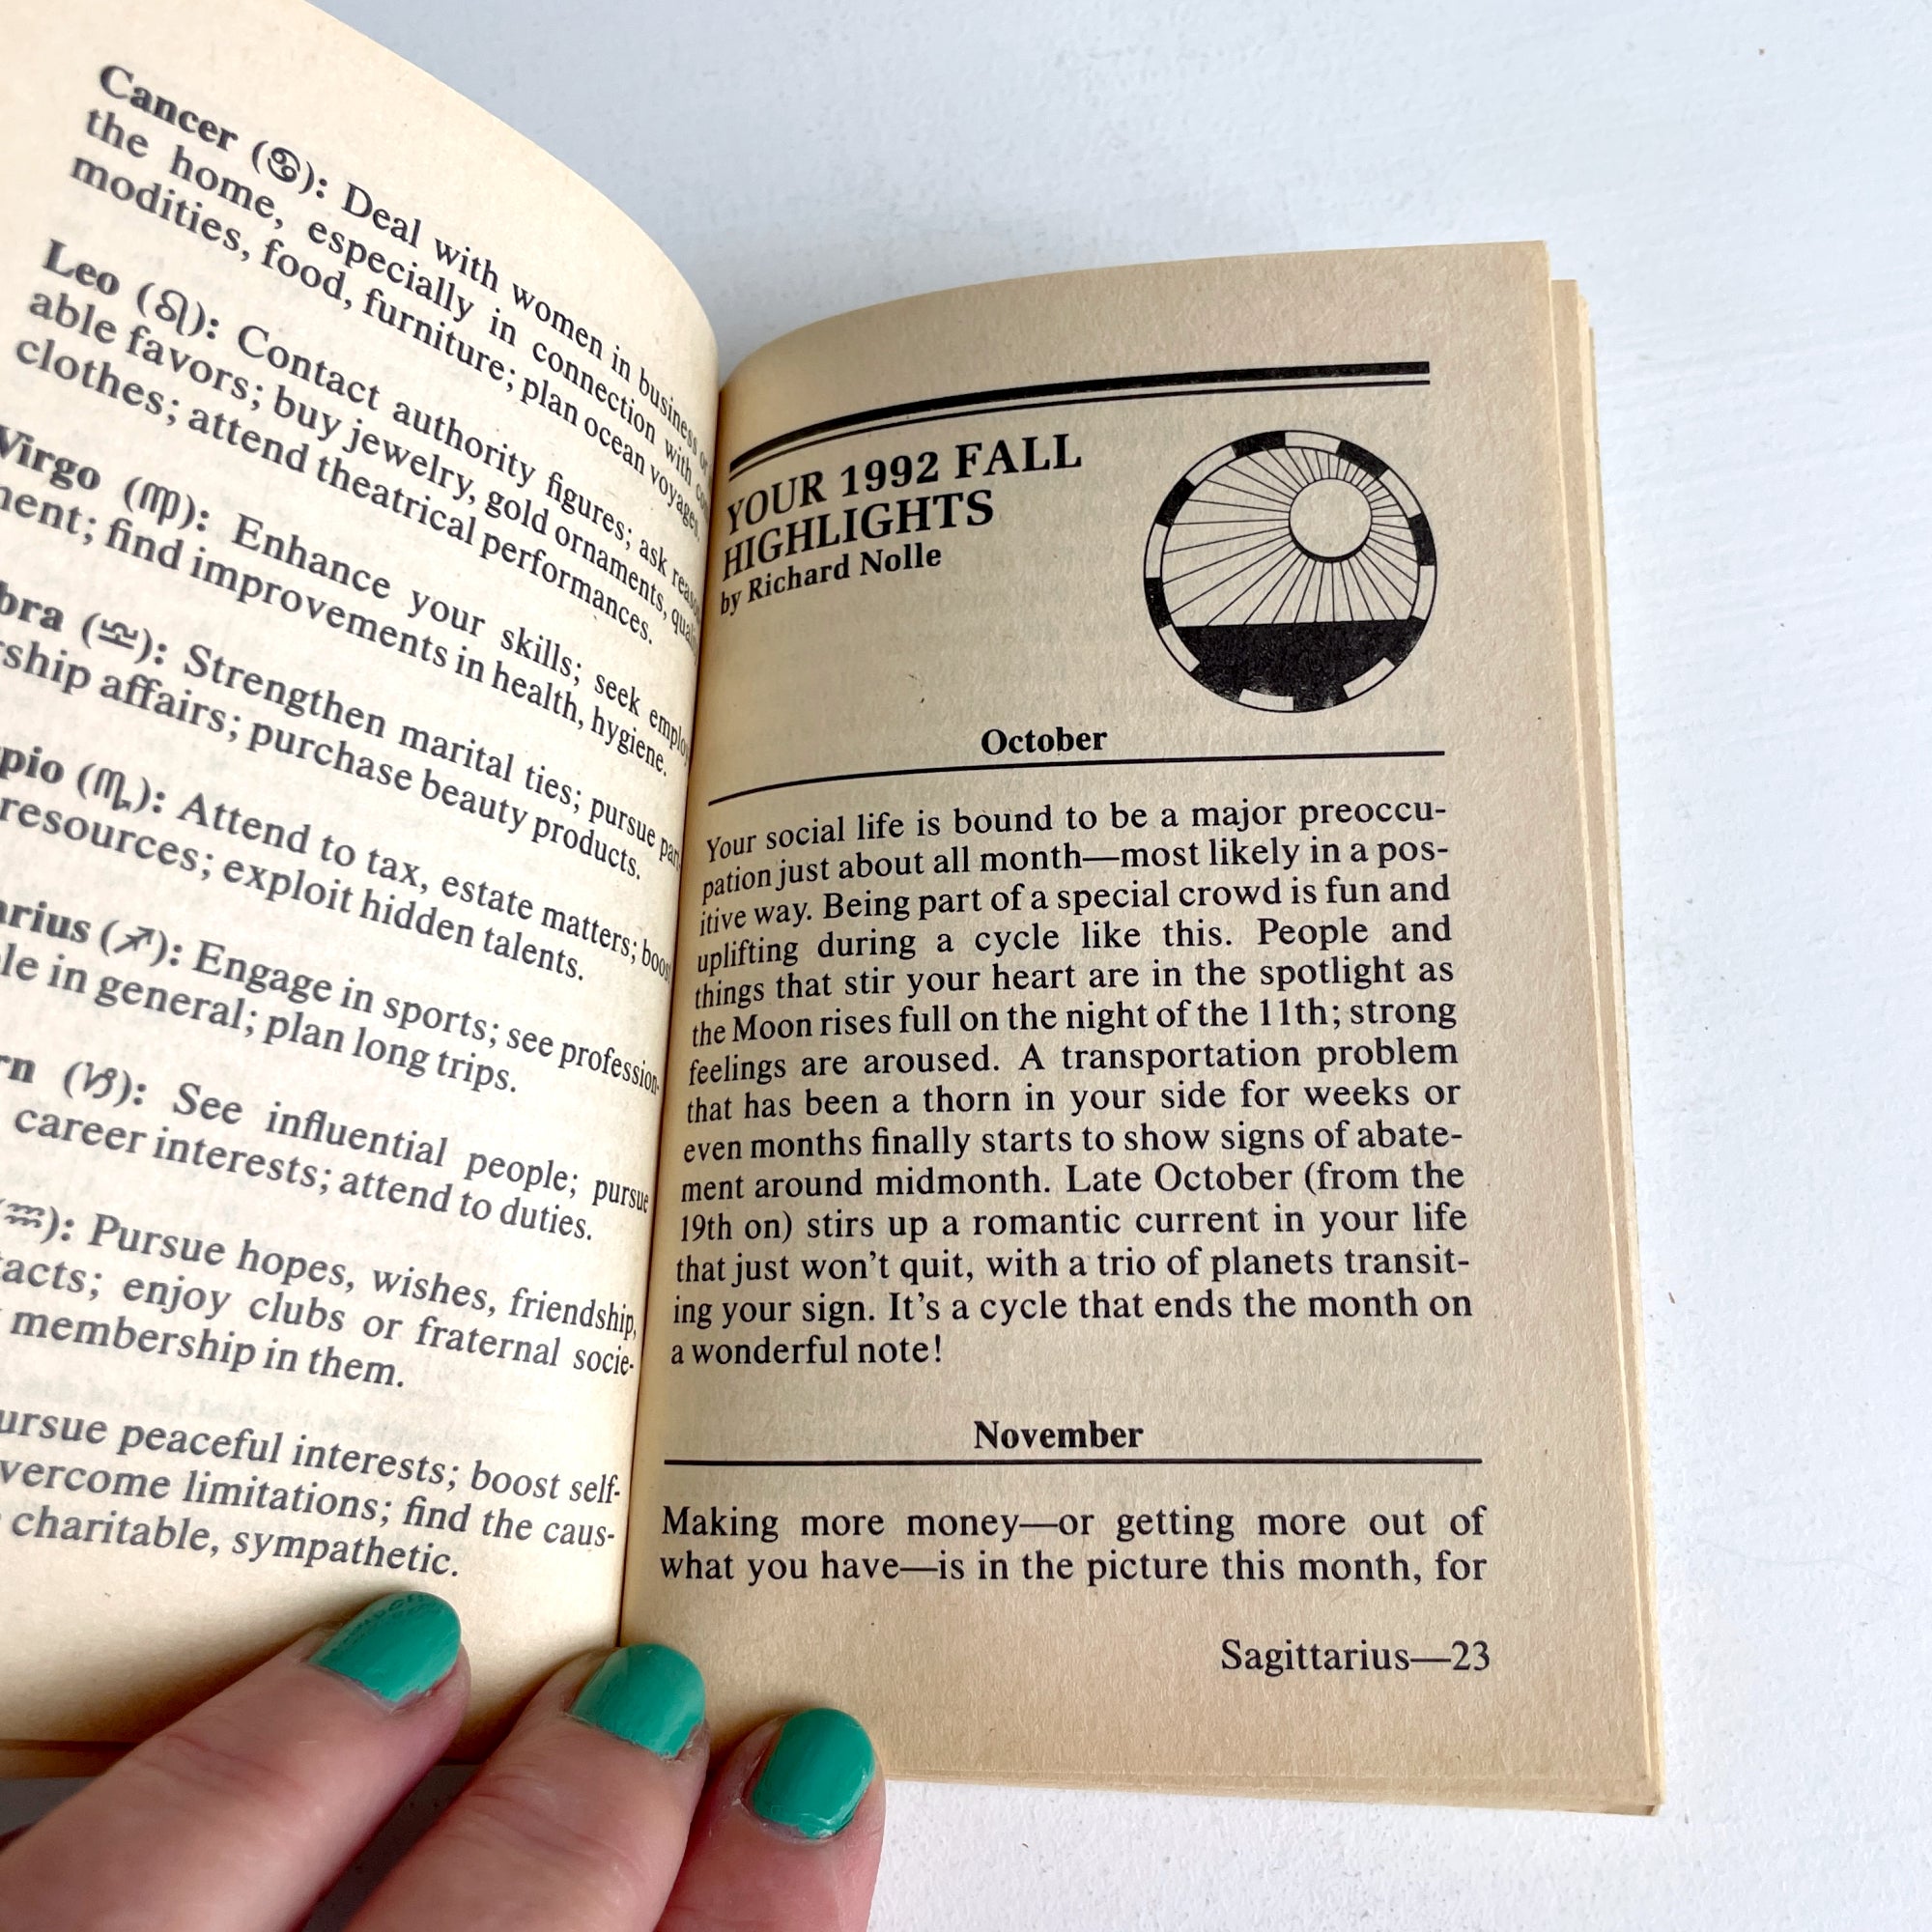 Cancer (♋): Deal with women in business or
the home, especially in connection with com-
modities, food, furniture; plan ocean voyages.
Leo (♌): Contact authority figures; ask reason-
able favors; buy jewelry, gold ornaments, quality
clothes; attend theatrical performances.
Virgo (♍): Enhance your skills; seek employ-
ment; find improvements in health, hygiene.
(♎): Strengthen marital ties; pursue
affairs; purchase beauty products.
(♏): Attend to tax, estate matters; boost
resources; exploit hidden talents.
(♐): Engage in sports; see profession-
in general; plan long trips.
(♑): See influential people; pursue
career interests; attend to duties.
(♒): Pursue hopes, wishes, friendship,
enjoy clubs or fraternal socie-
membership in them.
peaceful interests; boost self-
limitations; find the caus-
charitable, sympathetic.
YOUR 1992 FALL
HIGHLIGHTS
by Richard Nolle
October
Your social life is bound to be a major preoccu-
pation just about all month—most likely in a pos-
itive way. Being part of a special crowd is fun and
uplifting during a cycle like this. People and
things that stir your heart are in the spotlight as
the Moon rises full on the night of the 11th; strong
feelings are aroused. A transportation problem
that has been a thorn in your side for weeks or
even months finally starts to show signs of abate-
ment around midmonth. Late October (from the
19th on) stirs up a romantic current in your life
that just won't quit, with a trio of planets transit-
ing your sign. It's a cycle that ends the month on
a wonderful note!
November
Making more money—or getting more out of
what you have—is in the picture this month, for
Sagittarius—23